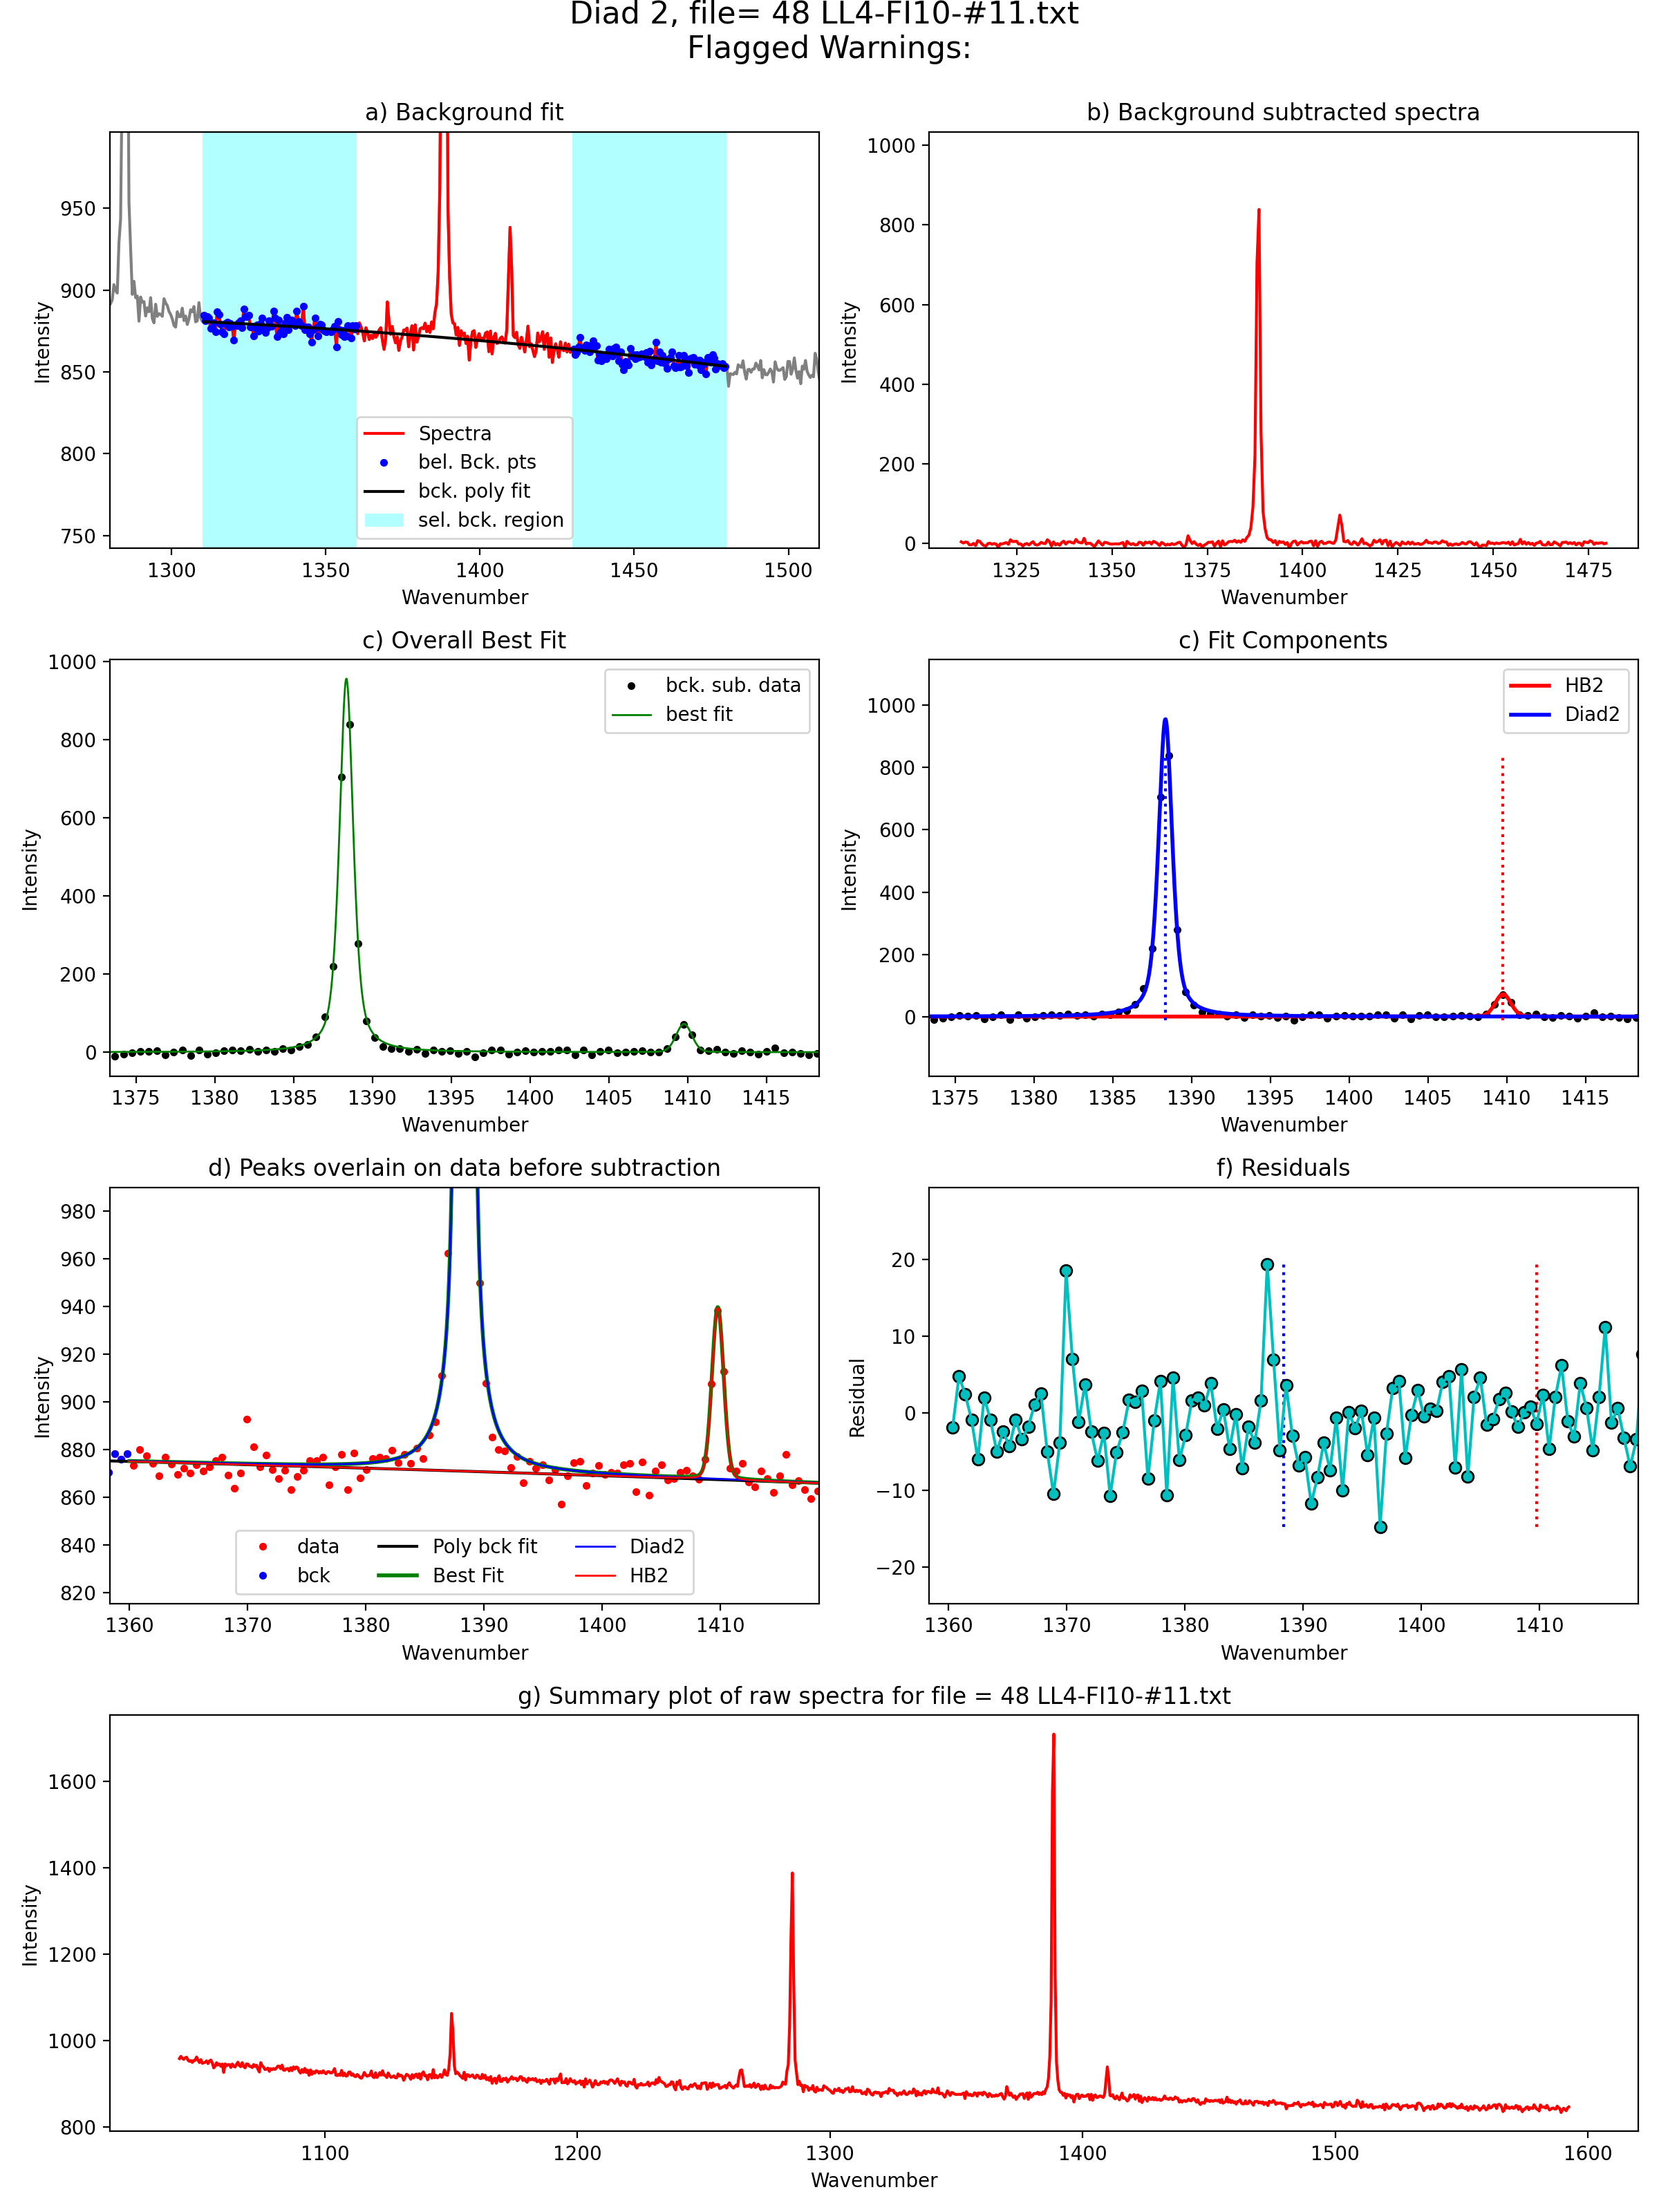 Diad 2, file= 48 LL4-FI10-#11.txt
Flagged Warnings:
a) Background fit
Intensity
950
900
850
800
750
Spectra
bel. Bck. pts
bck. poly fit
sel. bck. region
1300 1350 1400 1450 1500
Wavenumber
b) Background subtracted spectra
Intensity
1000
800
600
400
200
0
1325 1350 1375 1400 1425 1450 1475
Wavenumber
c) Overall Best Fit
Intensity
1000
800
600
400
200
0
bck. sub. data
best fit
1375 1380 1385 1390 1395 1400 1405 1410 1415
Wavenumber
c) Fit Components
Intensity
1000
800
600
400
200
0
HB2
Diad2
1375 1380 1385 1390 1395 1400 1405 1410 1415
Wavenumber
d) Peaks overlain on data before subtraction
Intensity
980
960
940
920
900
880
860
840
820
data Poly bck fit Diad2
bck Best Fit HB2
1360 1370 1380 1390 1400 1410
Wavenumber
f) Residuals
Residual
20
10
0
−10
−20
1360 1370 1380 1390 1400 1410
Wavenumber
g) Summary plot of raw spectra for file = 48 LL4-FI10-#11.txt
Intensity
1600
1400
1200
1000
800
1100 1200 1300 1400 1500 1600
Wavenumber